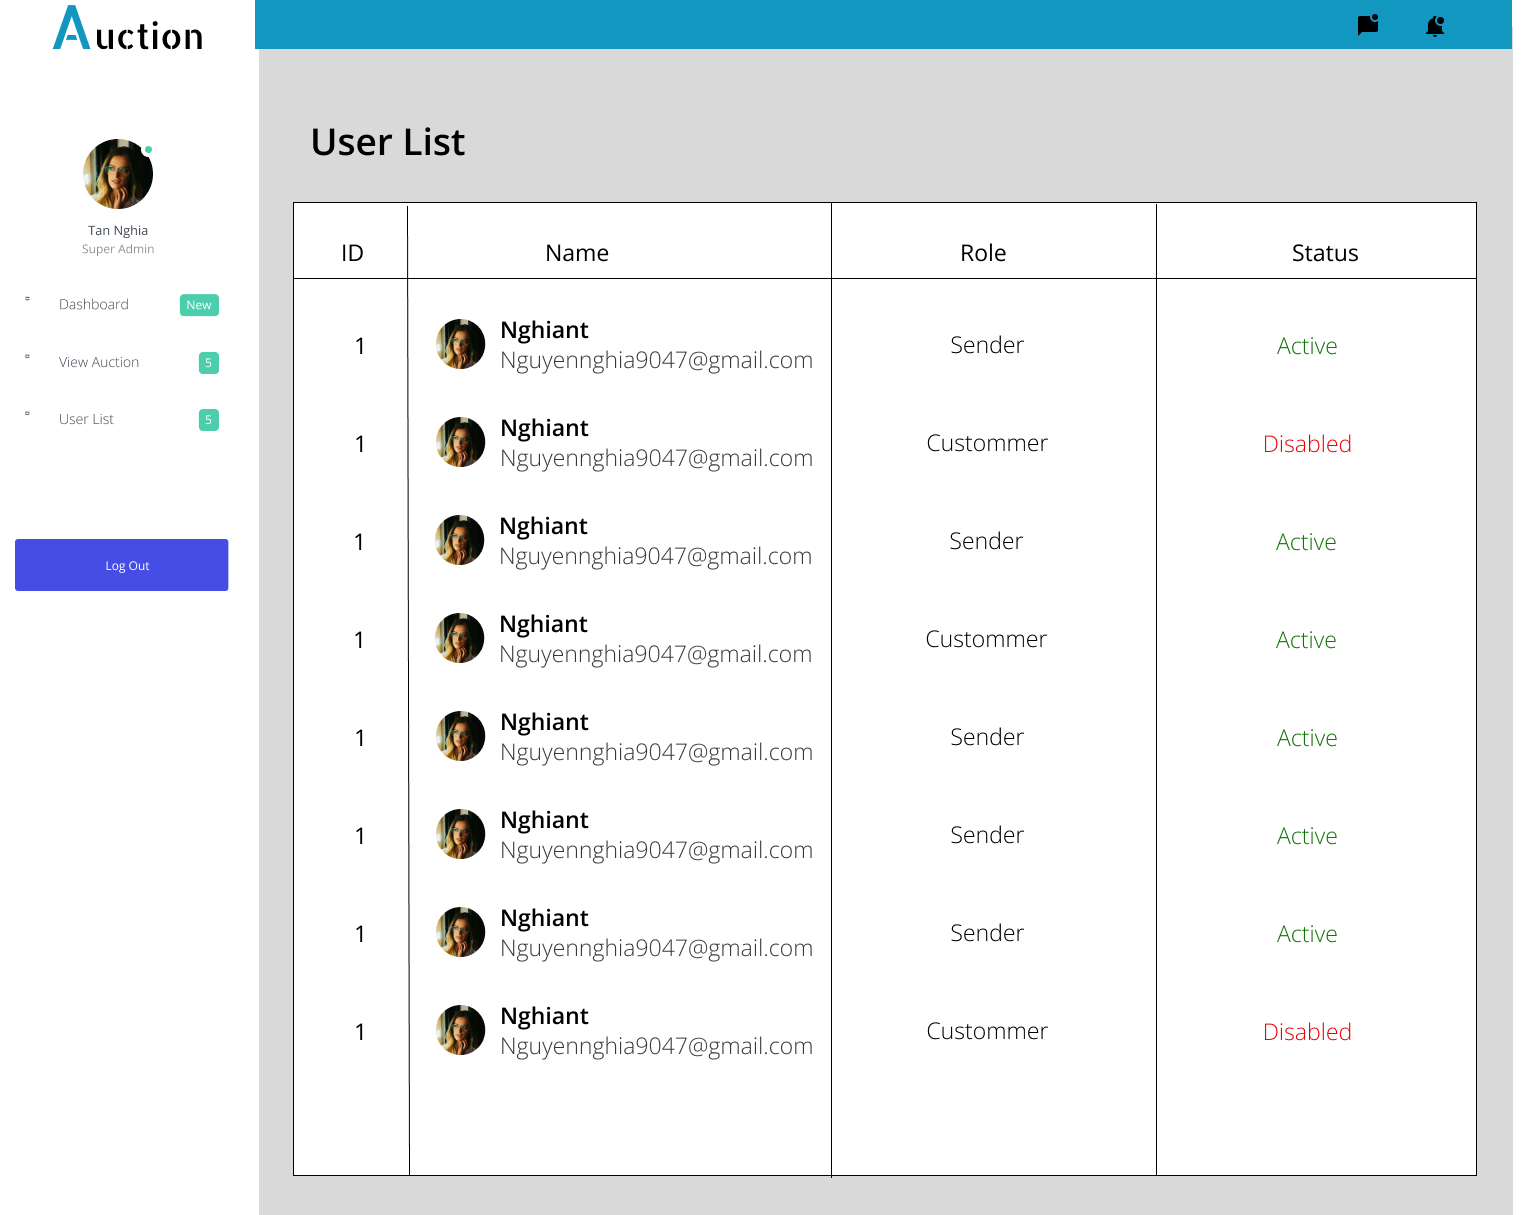 Auction
Tan Nghia
Super Admin
Dashboard New
View Auction 5
User List 5
Log Out
User List
ID Name Role Status
1 Nghiant Sender Active
Nguyennghia9047@gmail.com
1 Nghiant Custommer Disabled
Nguyennghia9047@gmail.com
1 Nghiant Sender Active
Nguyennghia9047@gmail.com
1 Nghiant Custommer Active
Nguyennghia9047@gmail.com
1 Nghiant Sender Active
Nguyennghia9047@gmail.com
1 Nghiant Sender Active
Nguyennghia9047@gmail.com
1 Nghiant Sender Active
Nguyennghia9047@gmail.com
1 Nghiant Custommer Disabled
Nguyennghia9047@gmail.com